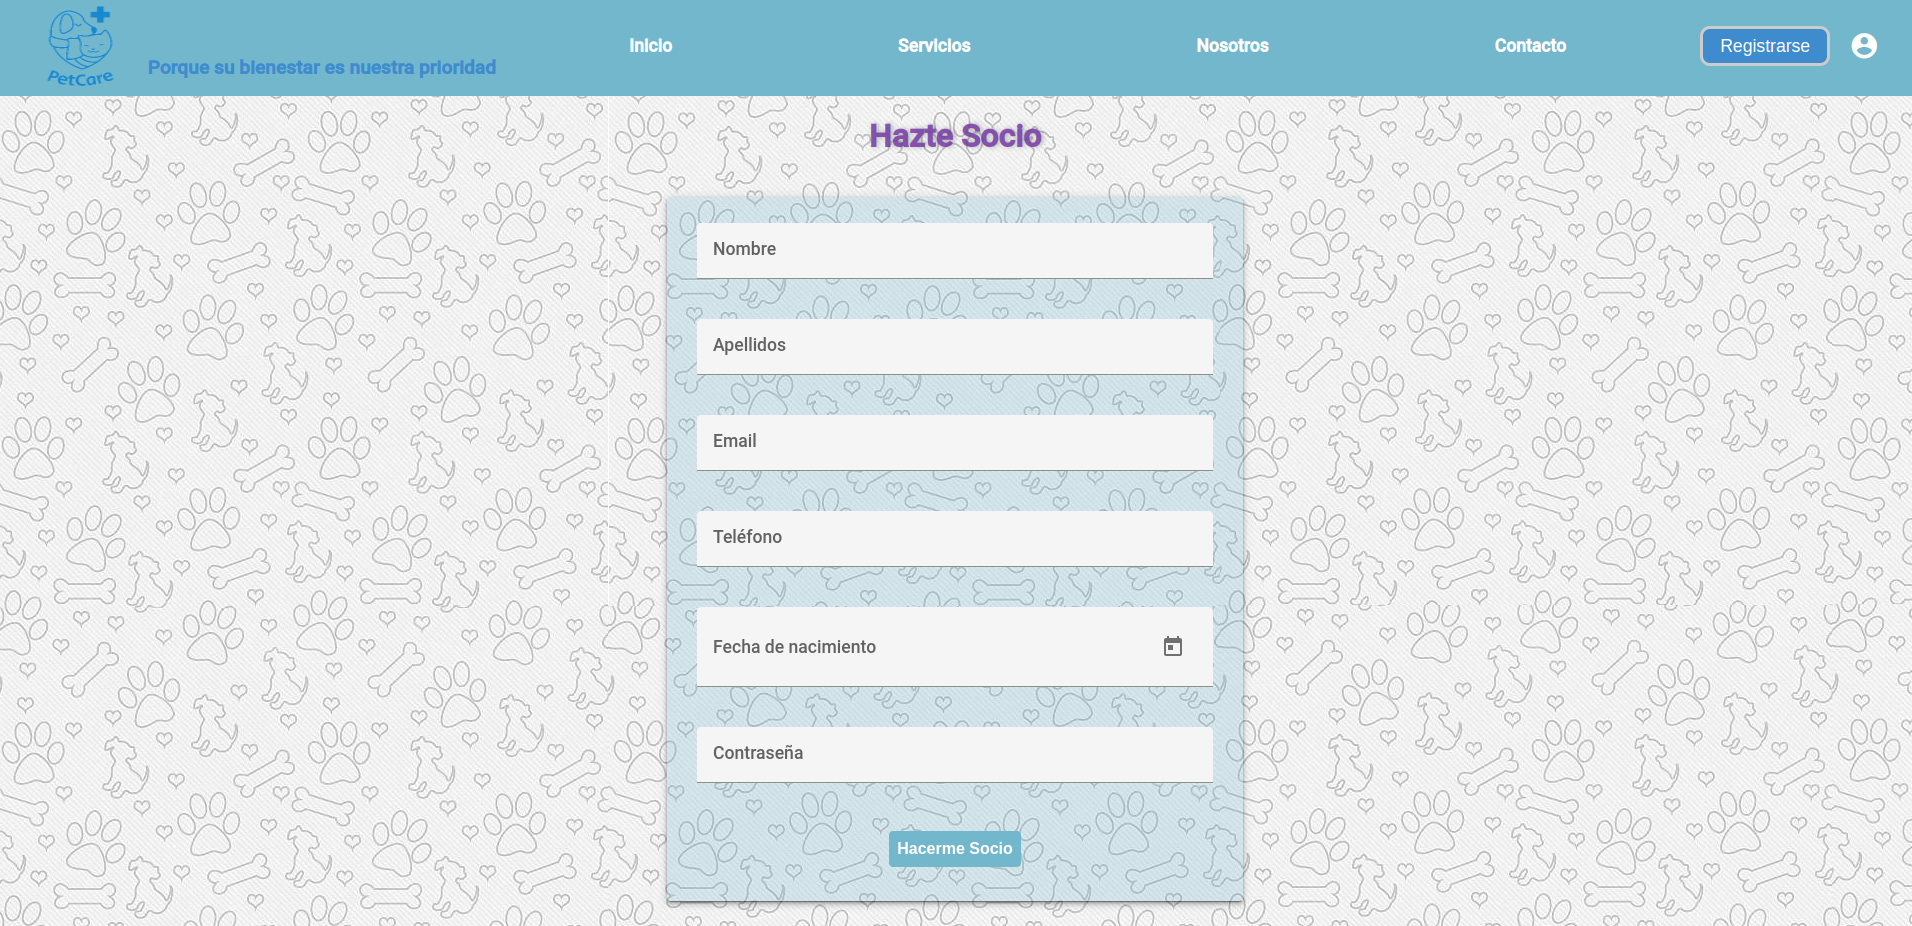 PetCare
Porque su bienestar es nuestra prioridad
Inicio
Servicios
Nosotros
Contacto
Registrarse
Hazte Socio
Nombre
Apellidos
Email
Teléfono
Fecha de nacimiento
Contraseña
Hacerme Socio